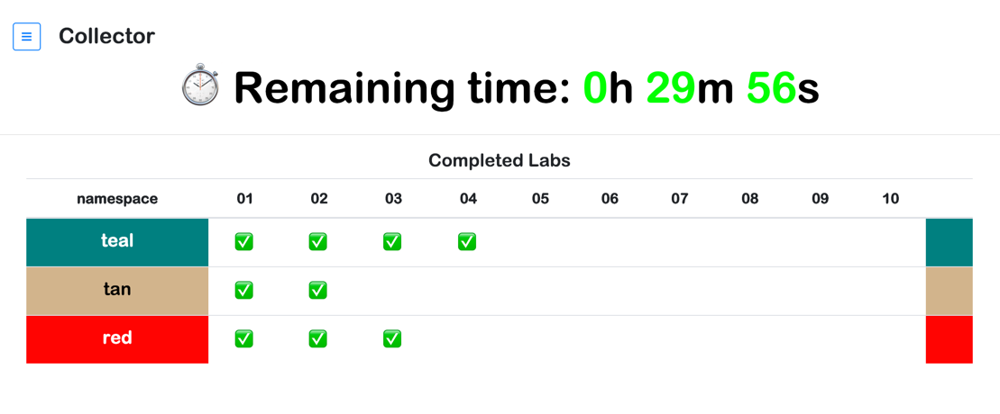 Collector
Remaining time: 0h 29m 56s
Completed Labs
namespace 01 02 03 04 05 06 07 08 09 10
teal
tan
red